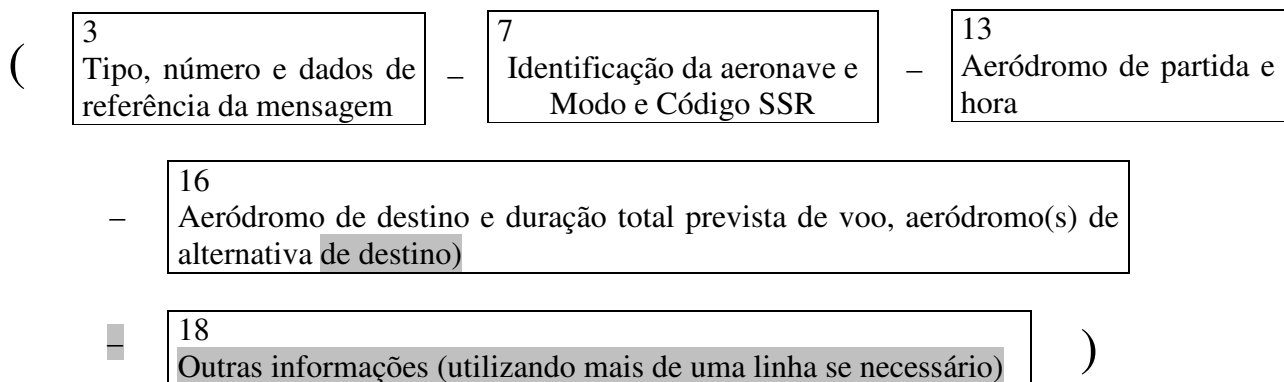 ( 3 7 13
Tipo, número e dados de – Identificação da aeronave e – Aeródromo de partida e
referência da mensagem Modo e Código SSR hora
16
– Aeródromo de destino e duração total prevista de voo, aeródromo(s) de
alternativa de destino)
18
– Outras informações (utilizando mais de uma linha se necessário) )